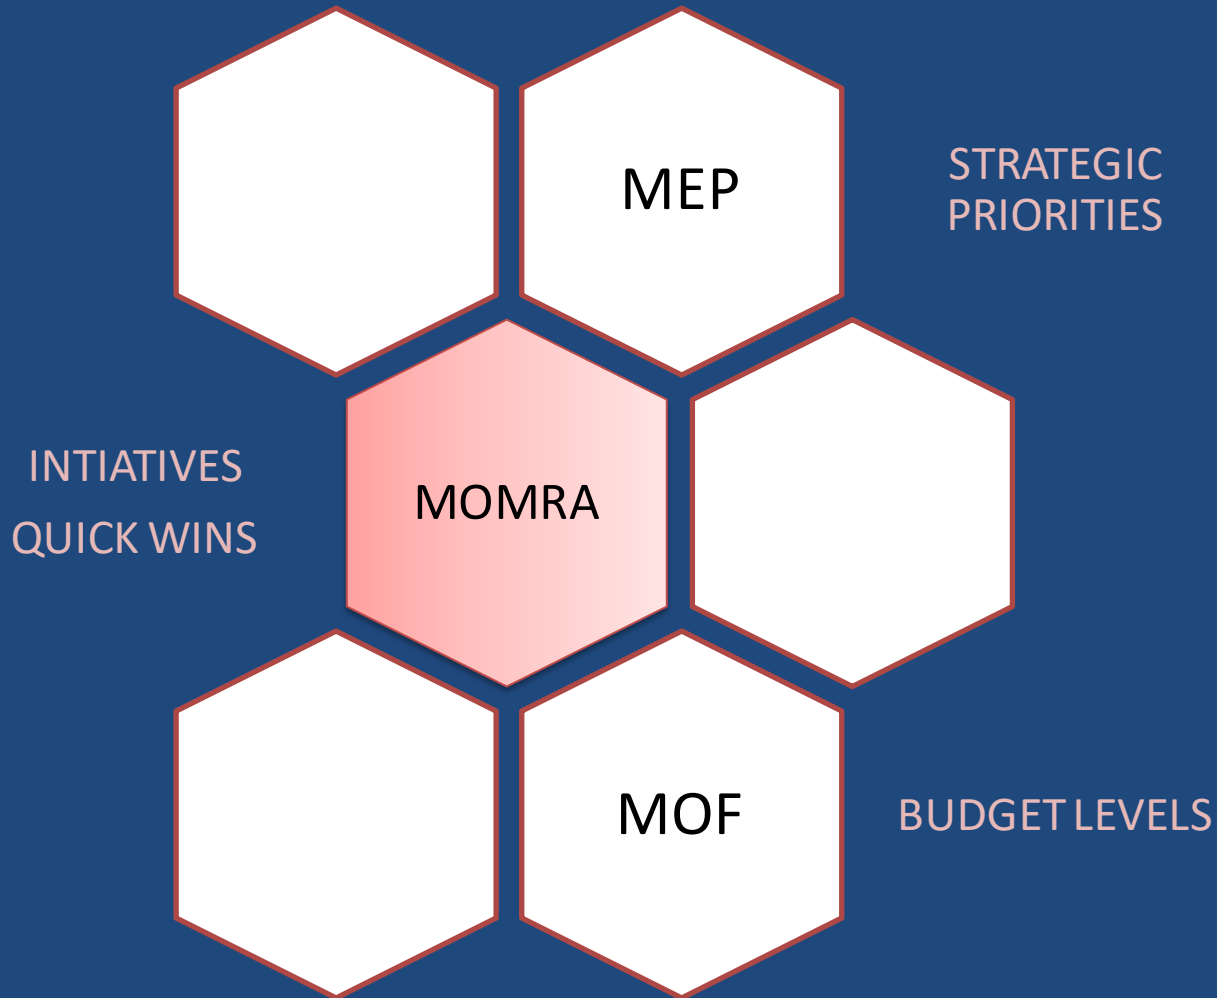 MEP
STRATEGIC
PRIORITIES
INTIATIVES
QUICK WINS
MOMRA
MOF
BUDGET LEVELS